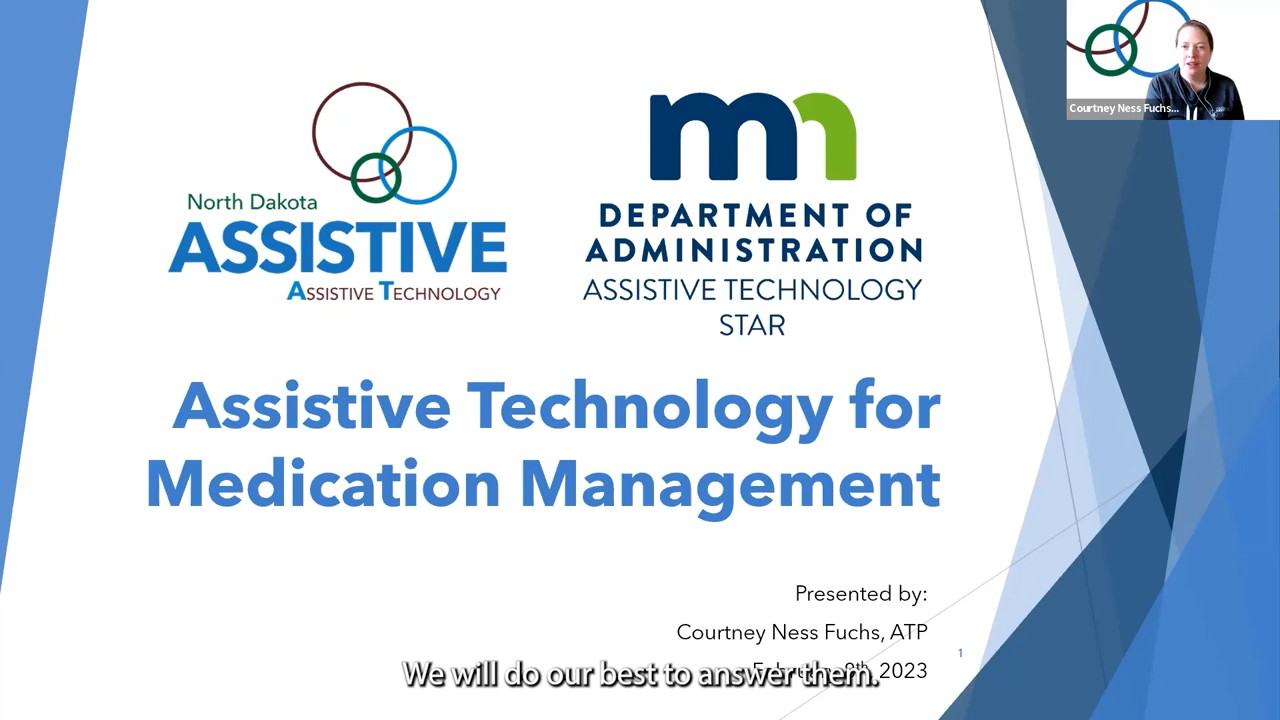 Courtney Ness Fuchs...
mn
North Dakota
ASSISTIVE
ASSISTIVE TECHNOLOGY
DEPARTMENT OF
ADMINISTRATION
ASSISTIVE TECHNOLOGY
STAR
Assistive Technology for
Medication Management
Presented by:
Courtney Ness Fuchs, ATP
1
2023
We will do our best to answer them.